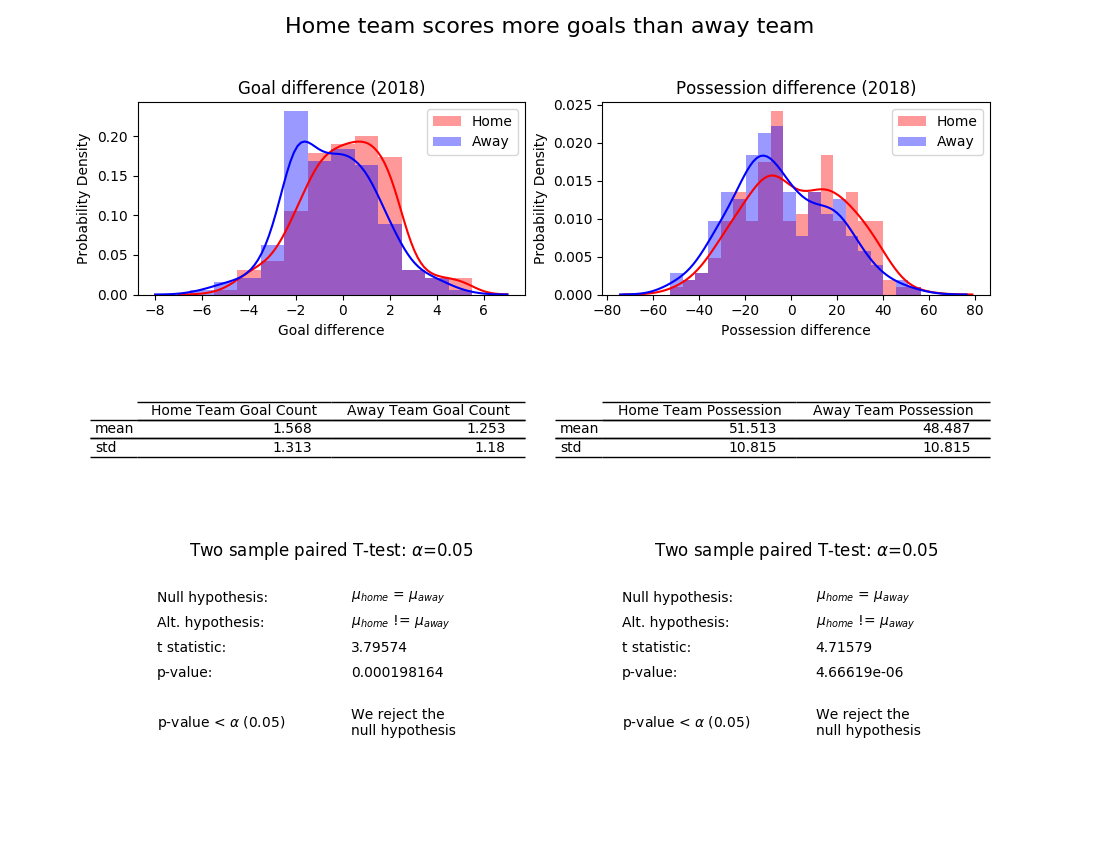 Home team scores more goals than away team
Goal difference (2018)
Probability Density
0.20
0.15
0.10
0.05
0.00
Home
Away
−8 −6 −4 −2 0 2 4 6
Goal difference
Possession difference (2018)
Probability Density
0.025
0.020
0.015
0.010
0.005
0.000
Home
Away
−80 −60 −40 −20 0 20 40 60 80
Possession difference
Home Team Goal Count Away Team Goal Count
mean 1.568 1.253
std 1.313 1.18
Home Team Possession Away Team Possession
mean 51.513 48.487
std 10.815 10.815
Two sample paired T-test: α=0.05
Null hypothesis: μhome = μaway
Alt. hypothesis: μhome != μaway
t statistic: 3.79574
p-value: 0.000198164
p-value < α (0.05) We reject the
null hypothesis
Two sample paired T-test: α=0.05
Null hypothesis: μhome = μaway
Alt. hypothesis: μhome != μaway
t statistic: 4.71579
p-value: 4.66619e-06
p-value < α (0.05) We reject the
null hypothesis